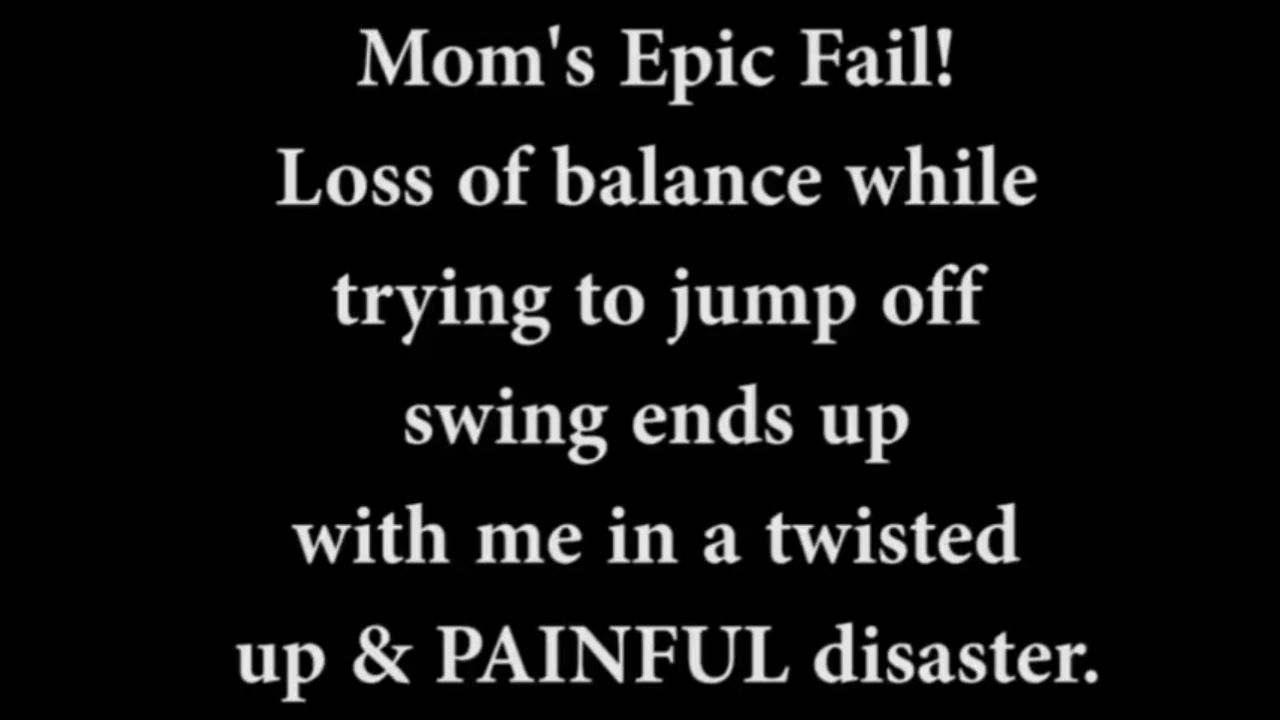 Mom's Epic Fail!
Loss of balance while
trying to jump off
swing ends up
with me in a twisted
up & PAINFUL disaster.